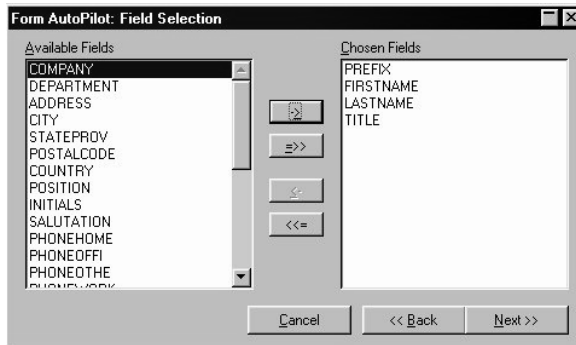 Form AutoPilot: Field Selection
Available Fields
COMPANY
DEPARTMENT
ADDRESS
CITY
STATEPROV
POSTALCODE
COUNTRY
POSITION
INITIALS
SALUTATION
PHONEHOME
PHONEOFFI
PHONEOTHE
PHONEWORK
->
=>>
<-
<<=
Chosen Fields
PREFIX
FIRSTNAME
LASTNAME
TITLE
Cancel
<< Back
Next >>